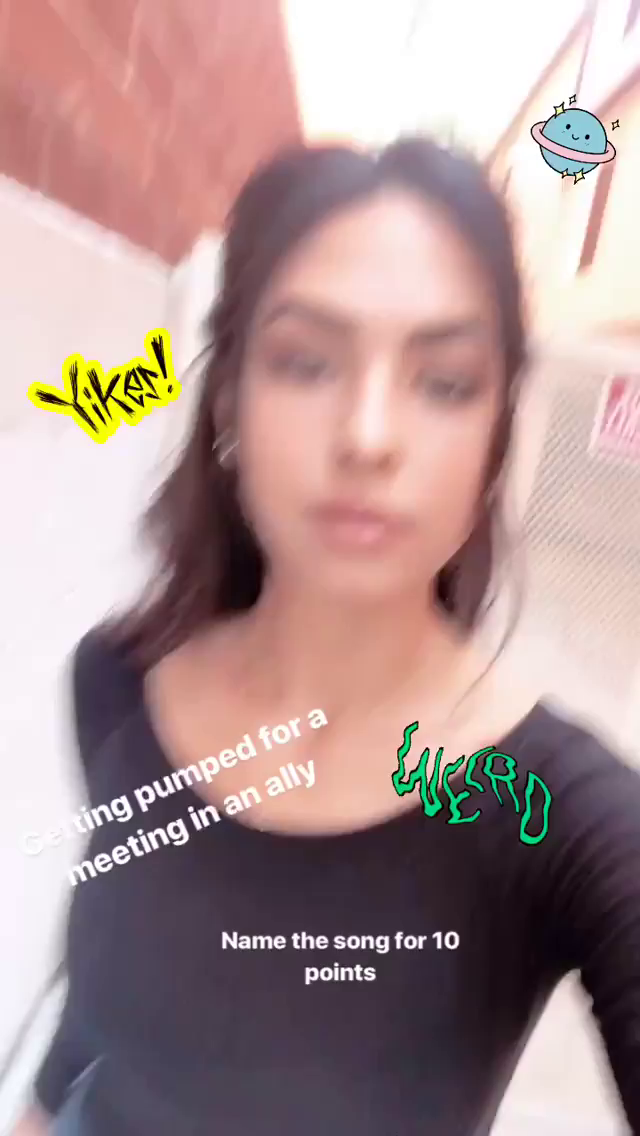 Yikes!
Getting pumped for a
meeting in an ally
WEIRD
Name the song for 10
points